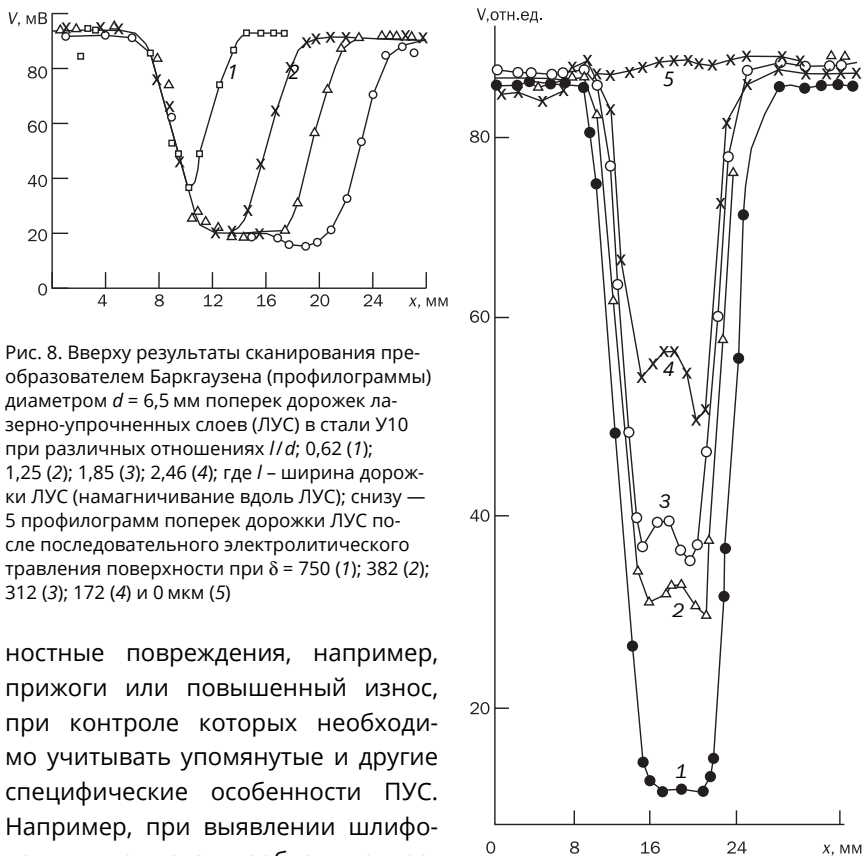 V, мВ
80
60
40
20
0
4 8 12 16 20 24 x, мм
1 2
Рис. 8. Вверху результаты сканирования пре-
образователем Баркгаузена (профилограммы)
диаметром d = 6,5 мм поперек дорожек ла-
зерно-упрочненных слоев (ЛУС) в стали У10
при различных отношениях l/d; 0,62 (1);
1,25 (2); 1,85 (3); 2,46 (4); где l – ширина дорож-
ки ЛУС (намагничивание вдоль ЛУС); снизу —
5 профилограмм поперек дорожки ЛУС по-
сле последовательного электролитического
травления поверхности при δ = 750 (1); 382 (2);
312 (3); 172 (4) и 0 мкм (5)
ностные повреждения, например,
прижоги или повышенный износ,
при контроле которых необходи-
мо учитывать упомянутые и другие
специфические особенности ПУС.
Например, при выявлении шлифо-
V,отн.ед.
5
80
60
4
3
40
2
20
1
0 8 16 24 x, мм